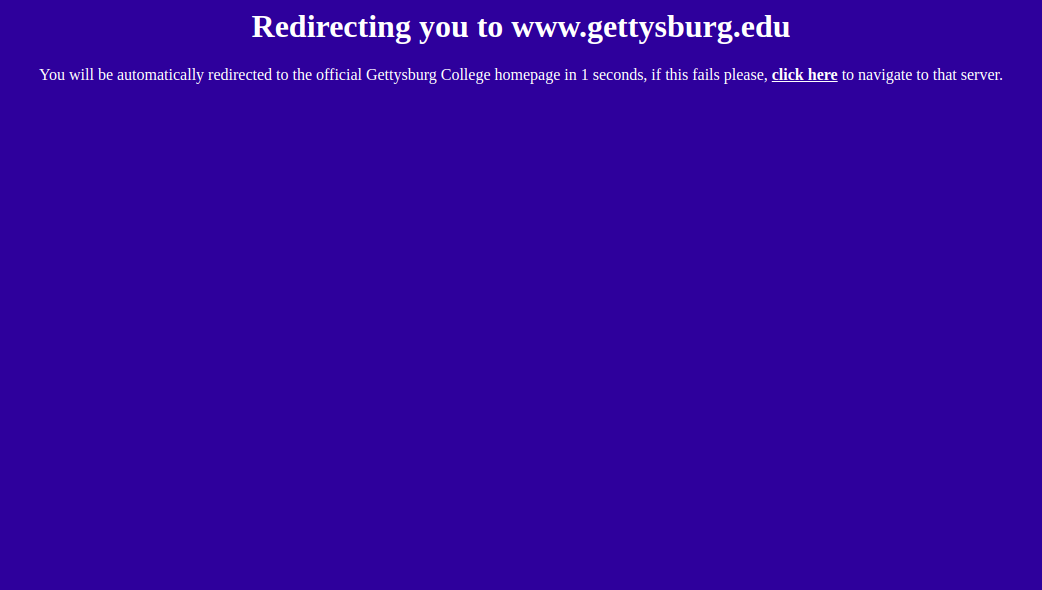 Redirecting you to www.gettysburg.edu
You will be automatically redirected to the official Gettysburg College homepage in 1 seconds, if this fails please, click here to navigate to that server.